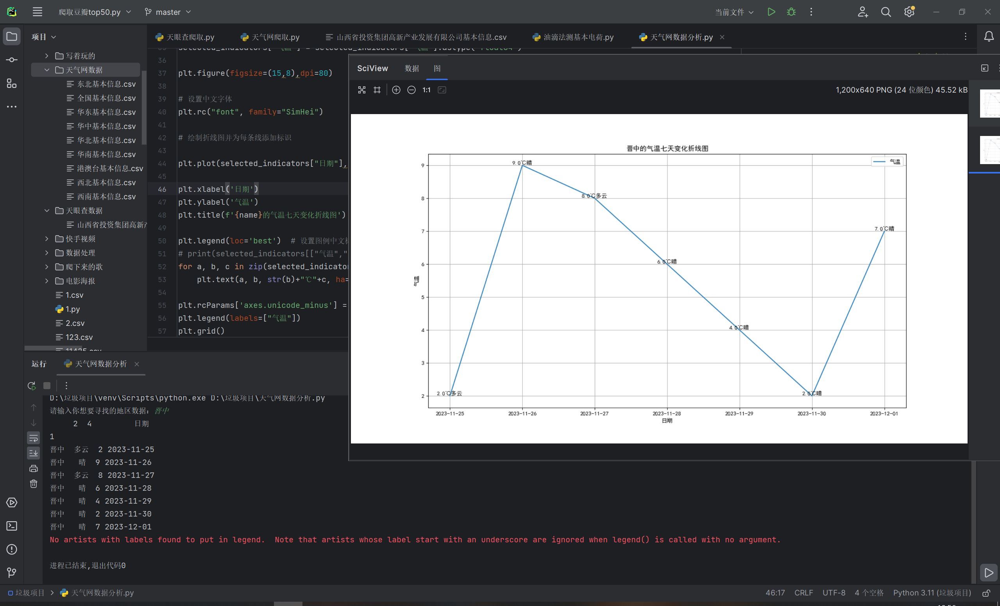 爬取豆瓣top50.py
master
当前文件
项目
天眼查爬取.py
天气网爬取.py
山西省投资集团高新产业发展有限公司基本信息.csv
油滴法测基本电荷.py
天气网数据分析.py
写着玩的
天气网数据
东北基本信息.csv
全国基本信息.csv
华东基本信息.csv
华中基本信息.csv
华北基本信息.csv
华南基本信息.csv
港澳台基本信息.csv
西北基本信息.csv
西南基本信息.csv
天眼查数据
山西省投资集团高新产
快手视频
数据处理
爬下来的歌
电影海报
1.csv
1.py
2.csv
123.csv
11425.csv
36
37 plt.figure(figsize=(15,8),dpi=80)
38
39 # 设置中文字体
40 plt.rc("font", family="SimHei")
41
42 # 绘制折线图并为每条线添加标识
43
44 plt.plot(selected_indicators["日期"],
45
46 plt.xlabel('日期')
47 plt.ylabel('气温')
48 plt.title(f'{name}的气温七天变化折线图')
49
50 plt.legend(loc='best') # 设置图例中文
51 # print(selected_indicators[["气温","
52 for a, b, c in zip(selected_indicator
53 plt.text(a, b, str(b)+"℃"+c, ha=
54
55 plt.rcParams['axes.unicode_minus'] =
56 plt.legend(labels=["气温"])
57 plt.grid()
SciView
数据
图
1:1
1,200x640 PNG (24 位颜色) 45.52 kB
晋中的气温七天变化折线图
气温
9
8
7
6
5
4
3
2
9.0℃晴
8.0℃多云
7.0℃晴
6.0℃晴
4.0℃晴
2.0℃多云
2.0℃晴
气温
2023-11-25
2023-11-26
2023-11-27
2023-11-28
2023-11-29
2023-11-30
2023-12-01
日期
运行
天气网数据分析
D:\垃圾项目\venv\Scripts\python.exe D:\垃圾项目\天气网数据分析.py
请输入你想要寻找的地区数据：晋中
2 4 日期
1
晋中 多云 2 2023-11-25
晋中 晴 9 2023-11-26
晋中 多云 8 2023-11-27
晋中 晴 6 2023-11-28
晋中 晴 4 2023-11-29
晋中 晴 2 2023-11-30
晋中 晴 7 2023-12-01
No artists with labels found to put in legend. Note that artists whose label start with an underscore are ignored when legend() is called with no argument.
进程已结束,退出代码0
垃圾项目
天气网数据分析.py
46:17
CRLF
UTF-8
4 个空格
Python 3.11 (垃圾项目)